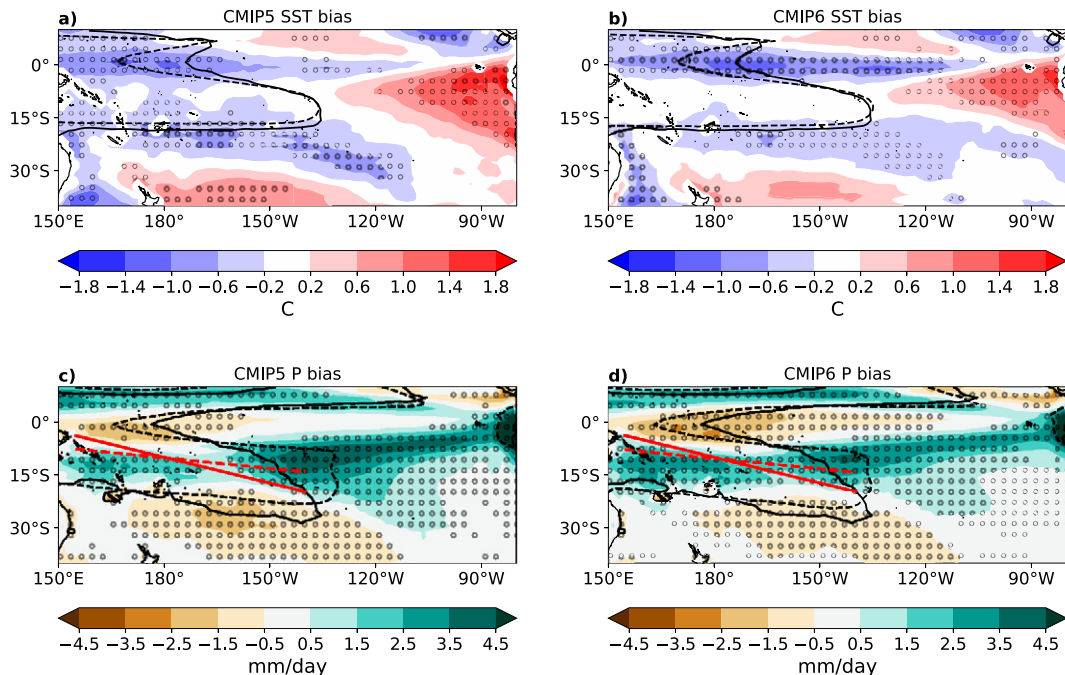 a) CMIP5 SST bias
0°
15°S
30°S
150°E 180° 150°W 120°W 90°W
−1.8 −1.4 −1.0 −0.6 −0.2 0.2 0.6 1.0 1.4 1.8
C
b) CMIP6 SST bias
0°
15°S
30°S
150°E 180° 150°W 120°W 90°W
−1.8 −1.4 −1.0 −0.6 −0.2 0.2 0.6 1.0 1.4 1.8
C
c) CMIP5 P bias
0°
15°S
30°S
150°E 180° 150°W 120°W 90°W
−4.5 −3.5 −2.5 −1.5 −0.5 0.5 1.5 2.5 3.5 4.5
mm/day
d) CMIP6 P bias
0°
15°S
30°S
150°E 180° 150°W 120°W 90°W
−4.5 −3.5 −2.5 −1.5 −0.5 0.5 1.5 2.5 3.5 4.5
mm/day